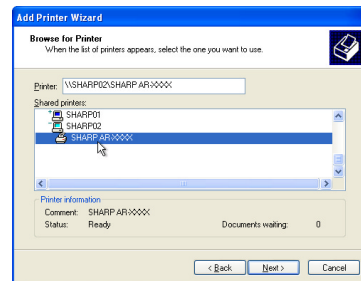 Add Printer Wizard
Browse for Printer
When the list of printers appears, select the one you want to use.
Printer: \\SHARP02\SHARP AR-XXXX
Shared printers:
SHARP01
SHARP02
SHARP AR-XXXX
Printer information
Comment: SHARP AR-XXXX
Status: Ready Documents waiting: 0
< Back Next > Cancel